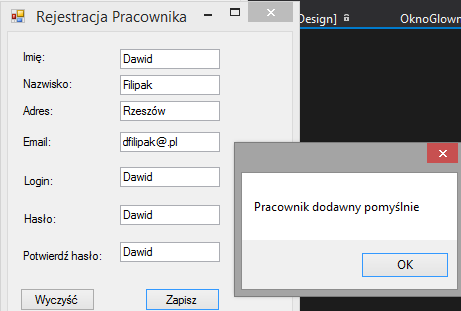 Rejestracja Pracownika
Design]
OknoGlown
Imię:
Dawid
Nazwisko:
Filipak
Adres:
Rzeszów
Email:
dfilipak@.pl
Login:
Dawid
Hasło:
Dawid
Potwierdź hasło:
Dawid
Wyczyść
Zapisz
Pracownik dodawny pomyślnie
OK